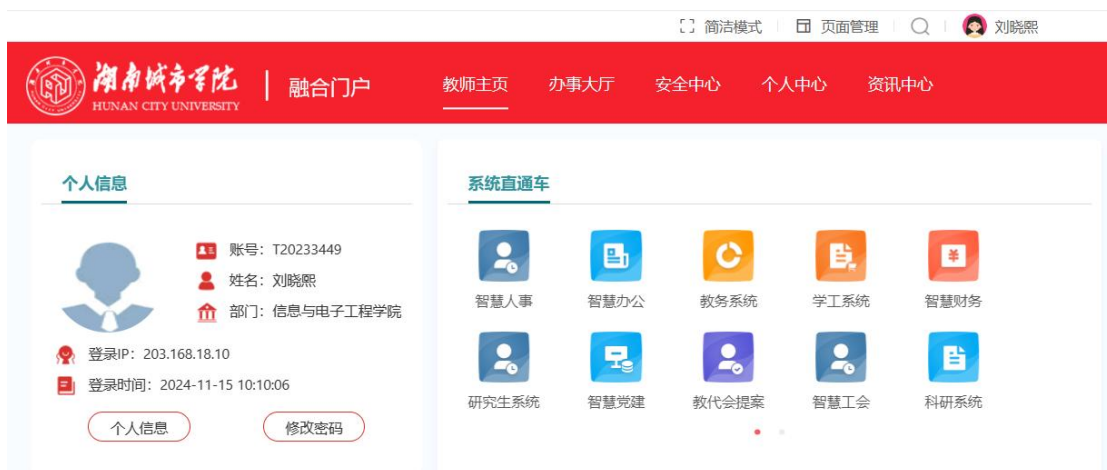 简洁模式 页面管理 刘晓熙
湖南城市学院 融合门户 教师主页 办事大厅 安全中心 个人中心 资讯中心
HUNAN CITY UNIVERSITY
个人信息
账号：T20233449
姓名：刘晓熙
部门：信息与电子工程学院
登录IP：203.168.18.10
登录时间：2024-11-15 10:10:06
个人信息 修改密码
系统直通车
智慧人事 智慧办公 教务系统 学工系统 智慧财务
研究生系统 智慧党建 教代会提案 智慧工会 科研系统